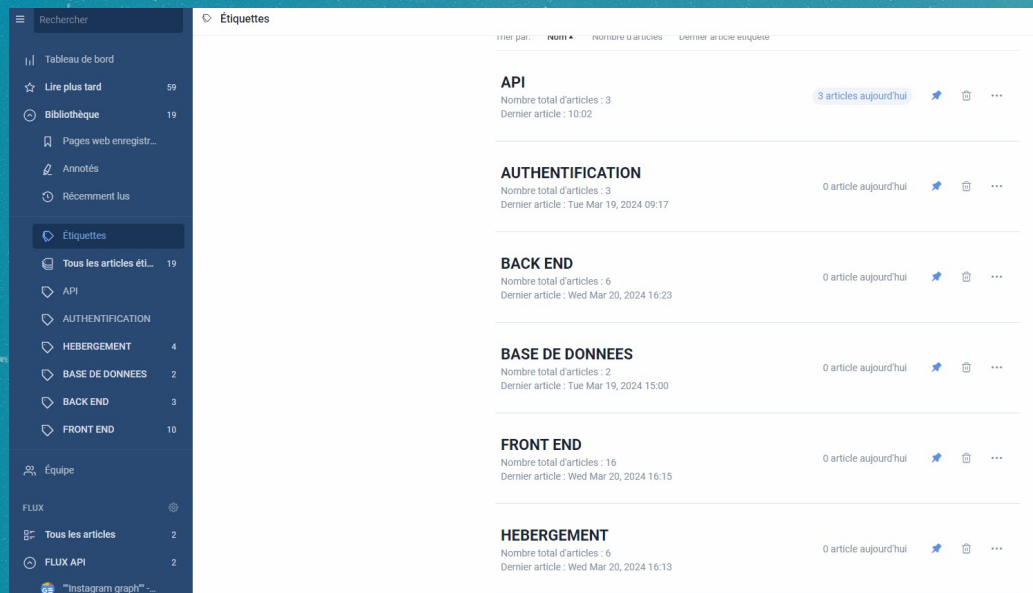 Rechercher
Étiquettes
Tableau de bord
Lire plus tard 59
Bibliothèque 19
Pages web enregistr...
Annotés
Récemment lus
Étiquettes
Tous les articles éti... 19
API
AUTHENTIFICATION
HEBERGEMENT 4
BASE DE DONNEES 2
BACK END 3
FRONT END 10
Équipe
FLUX
Tous les articles 2
FLUX API 2
""Instagram graph"" -...
Trier par: Nom Nombre d'articles Dernier article étiqueté
API
Nombre total d'articles : 3
Dernier article : 10:02
3 articles aujourd'hui
AUTHENTIFICATION
Nombre total d'articles : 3
Dernier article : Tue Mar 19, 2024 09:17
0 article aujourd'hui
BACK END
Nombre total d'articles : 6
Dernier article : Wed Mar 20, 2024 16:23
0 article aujourd'hui
BASE DE DONNEES
Nombre total d'articles : 2
Dernier article : Tue Mar 19, 2024 15:00
0 article aujourd'hui
FRONT END
Nombre total d'articles : 16
Dernier article : Wed Mar 20, 2024 16:15
0 article aujourd'hui
HEBERGEMENT
Nombre total d'articles : 6
Dernier article : Wed Mar 20, 2024 16:13
0 article aujourd'hui